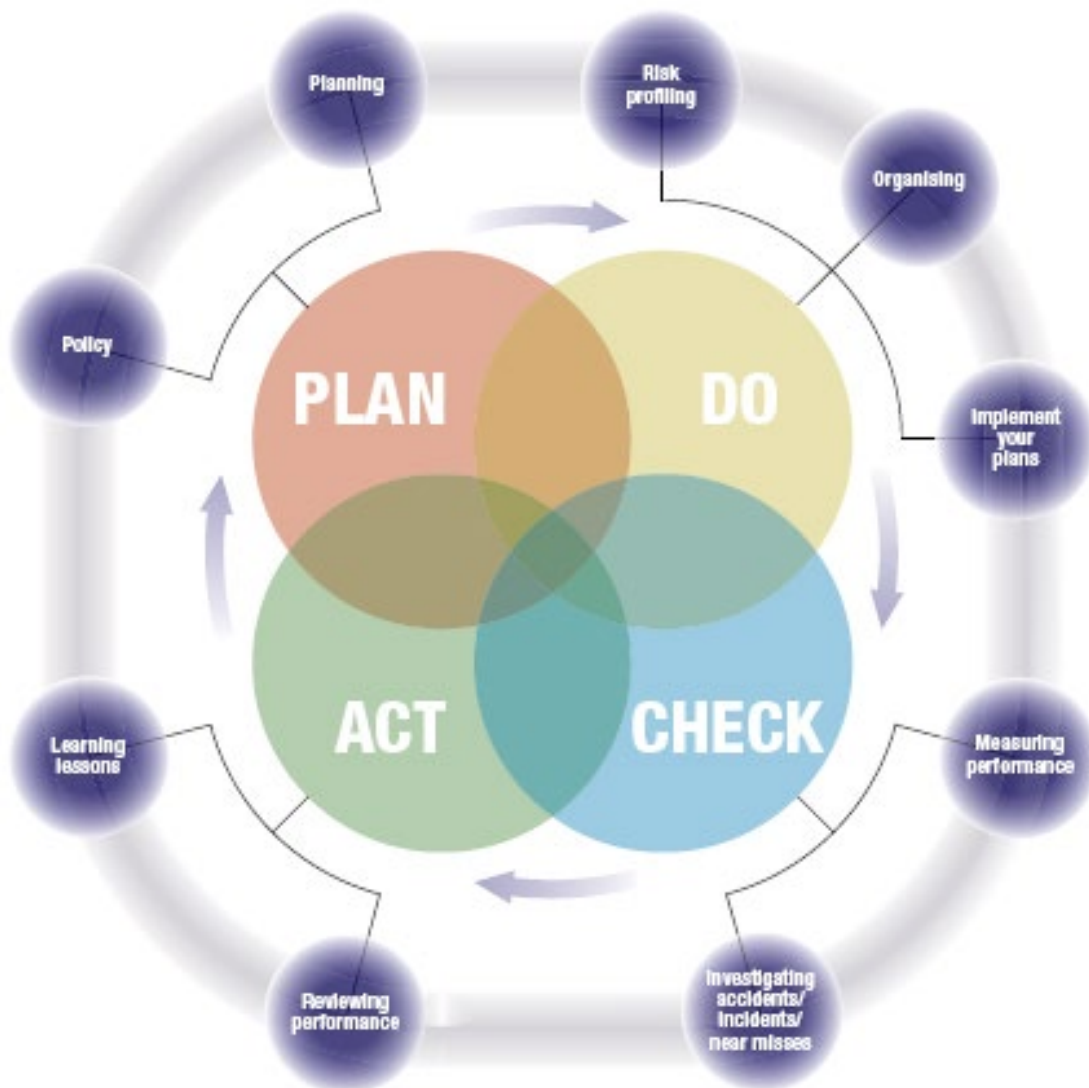 Planning
Risk
profiling
Organising
Policy
PLAN
DO
Implement
your
plans
ACT
CHECK
Learning
lessons
Measuring
performance
Reviewing
performance
Investigating
accidents/
incidents/
near misses